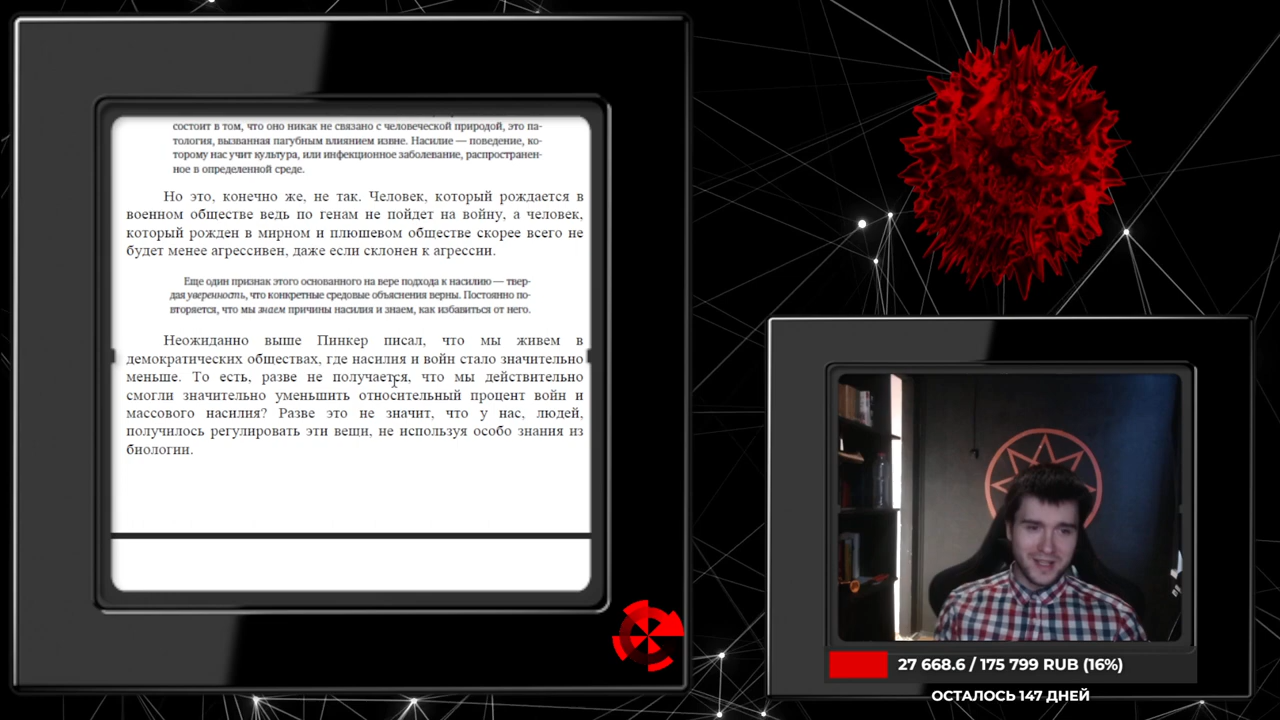 состоит в том, что оно никак не связано с человеческой природой, это па-
тология, вызванная пагубным влиянием извне. Насилие — поведение, ко-
торому нас учит культура, или инфекционное заболевание, распространен-
ное в определенной среде.
Но это, конечно же, не так. Человек, который рождается в
военном обществе ведь по генам не пойдет на войну, а человек,
который рожден в мирном и плюшевом обществе скорее всего не
будет менее агрессивен, даже если склонен к агрессии.
Еще один признак этого основанного на вере подхода к насилию — твер-
дая уверенность, что конкретные средовые объяснения верны. Постоянно по-
вторяется, что мы знаем причины насилия и знаем, как избавиться от него.
Неожиданно выше Пинкер писал, что мы живем в
демократических обществах, где насилия и войн стало значительно
меньше. То есть, разве не получается, что мы действительно
смогли значительно уменьшить относительный процент войн и
массового насилия? Разве это не значит, что у нас, людей,
получилось регулировать эти вещи, не используя особо знания из
биологии.
27 668.6 / 175 799 RUB (16%)
ОСТАЛОСЬ 147 ДНЕЙ